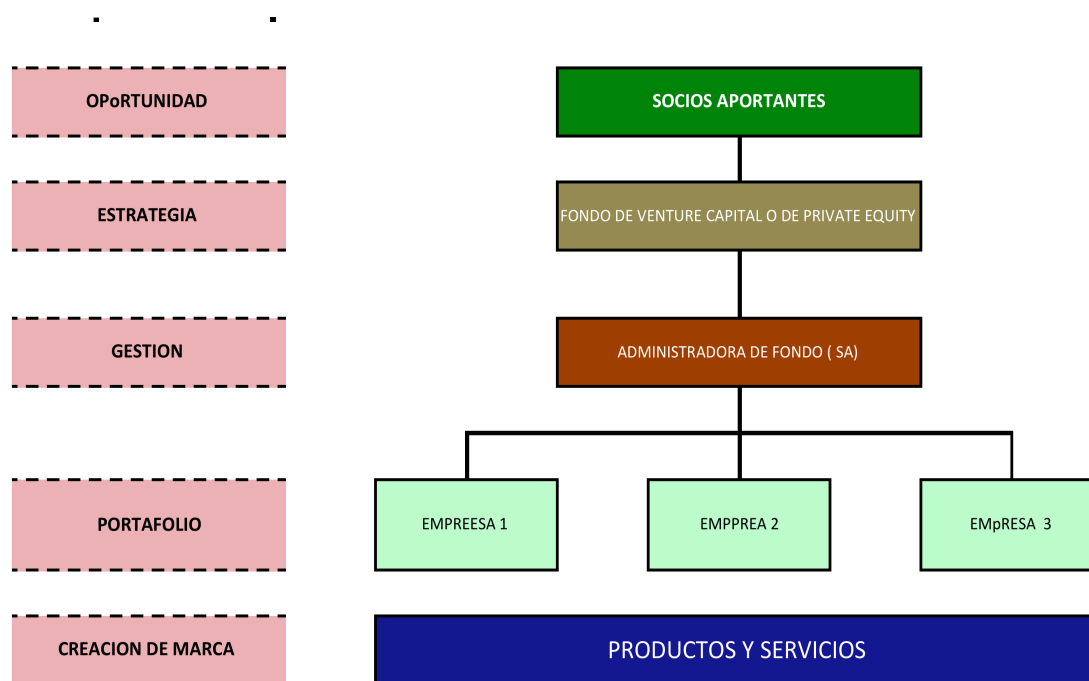 OPoRTUNIDAD
SOCIOS APORTANTES
ESTRATEGIA
FONDO DE VENTURE CAPITAL O DE PRIVATE EQUITY
GESTION
ADMINISTRADORA DE FONDO ( SA)
PORTAFOLIO
EMPREESA 1
EMPPREA 2
EMpRESA 3
CREACION DE MARCA
PRODUCTOS Y SERVICIOS